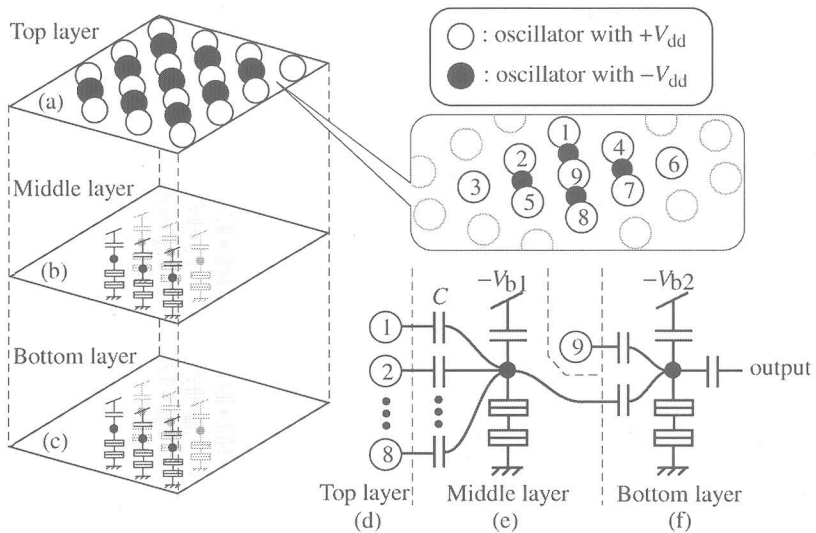 Top layer
(a)
: oscillator with +Vdd
: oscillator with −Vdd
1
2
4
3
9
6
5
7
8
Middle layer
(b)
Bottom layer
(c)
C
−Vb1
−Vb2
1
9
2
output
8
Top layer
Middle layer
Bottom layer
(d)
(e)
(f)